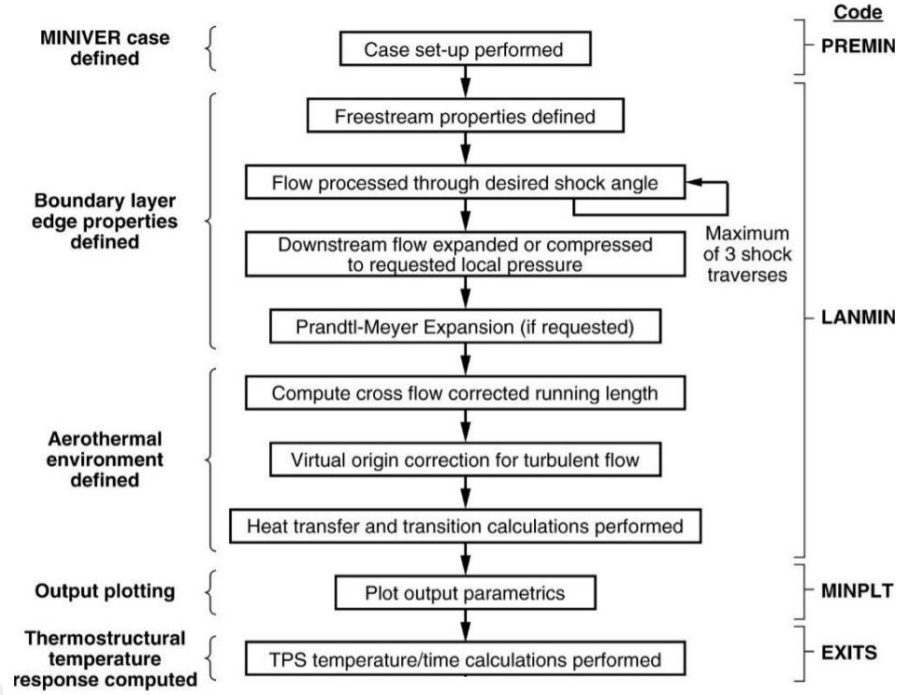 Code
MINIVER case
defined
Case set-up performed
PREMIN
Freestream properties defined
Boundary layer
edge properties
defined
Flow processed through desired shock angle
Maximum
of 3 shock
traverses
Downstream flow expanded or compressed
to requested local pressure
Prandtl-Meyer Expansion (if requested)
LANMIN
Aerothermal
environment
defined
Compute cross flow corrected running length
Virtual origin correction for turbulent flow
Heat transfer and transition calculations performed
Output plotting
Plot output parametrics
MINPLT
Thermostructural
temperature
response computed
TPS temperature/time calculations performed
EXITS